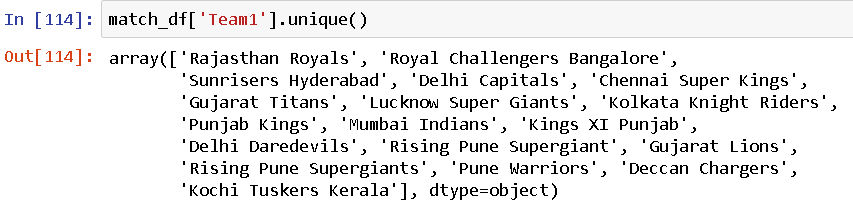 In [114]: match_df['Team1'].unique()
Out[114]: array(['Rajasthan Royals', 'Royal Challengers Bangalore',
'Sunrisers Hyderabad', 'Delhi Capitals', 'Chennai Super Kings',
'Gujarat Titans', 'Lucknow Super Giants', 'Kolkata Knight Riders',
'Punjab Kings', 'Mumbai Indians', 'Kings XI Punjab',
'Delhi Daredevils', 'Rising Pune Supergiant', 'Gujarat Lions',
'Rising Pune Supergiants', 'Pune Warriors', 'Deccan Chargers',
'Kochi Tuskers Kerala'], dtype=object)